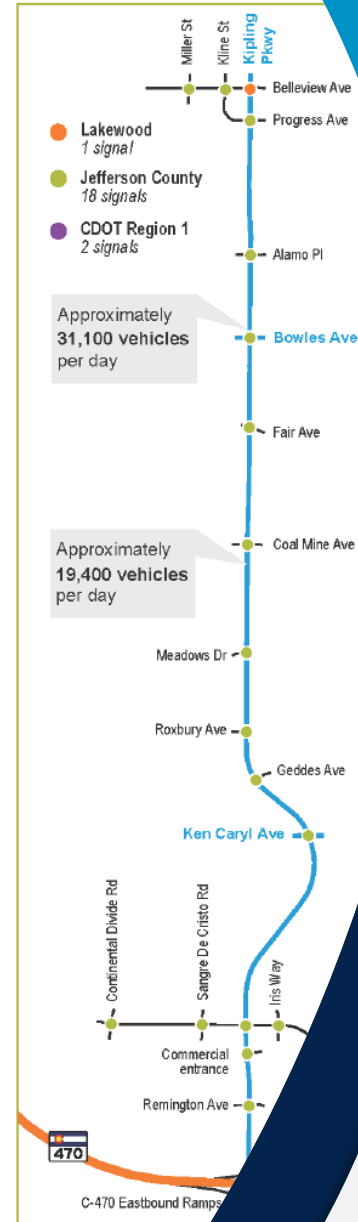 Miller St
Kline St
Kipling
Pkwy
Belleview Ave
Progress Ave
Lakewood
1 signal
Jefferson County
18 signals
CDOT Region 1
2 signals
Alamo Pl
Approximately
31,100 vehicles
per day
Bowles Ave
Fair Ave
Coal Mine Ave
Approximately
19,400 vehicles
per day
Meadows Dr
Roxbury Ave
Geddes Ave
Ken Caryl Ave
Continental Divide Rd
Sangre De Cristo Rd
Iris Way
Commercial
entrance
Remington Ave
470
C-470 Eastbound Ramps